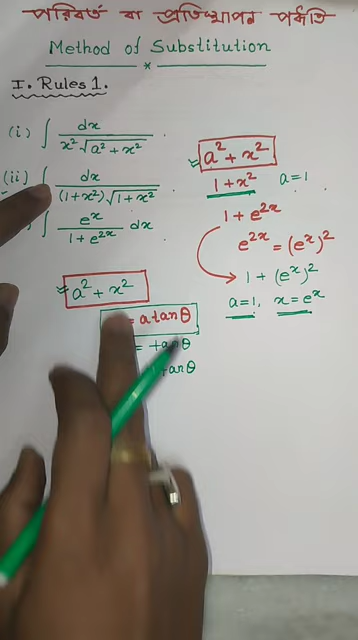 পরিবর্ত বা প্রতিস্থাপন পদ্ধতি
Method of Substitution
I. Rules 1.
(i) ∫ dx / x²√(a² + x²)
(ii) ∫ dx / (1+x²)√(1+x²)
) ∫ eˣ / (1 + e²ˣ) dx
a² + x²
1 + x² a = 1
1 + e²ˣ
e²ˣ = (eˣ)²
1 + (eˣ)²
a = 1, x = eˣ
a² + x²
= a tan θ
= tan θ
tan θ